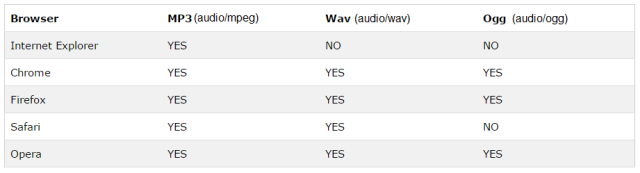 Browser MP3 (audio/mpeg) Wav (audio/wav) Ogg (audio/ogg)
Internet Explorer YES NO NO
Chrome YES YES YES
Firefox YES YES YES
Safari YES YES NO
Opera YES YES YES